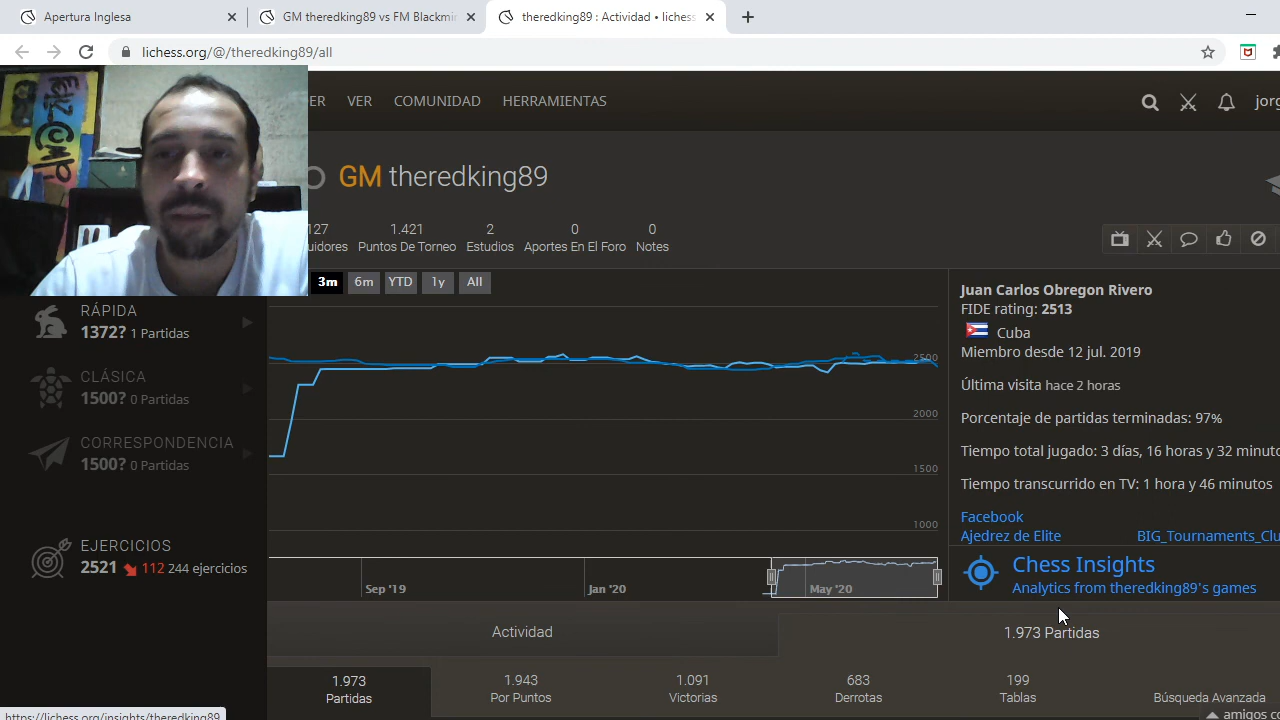 Apertura Inglesa
GM theredking89 vs FM Blackmir
theredking89 : Actividad • lichess
lichess.org/@/theredking89/all
ER
VER
COMUNIDAD
HERRAMIENTAS
jorg
FELIZ CUMP
GM theredking89
127
uidores
1.421
Puntos De Torneo
2
Estudios
0
Aportes En El Foro
0
Notes
3m
6m
YTD
1y
All
RÁPIDA
1372? 1 Partidas
CLÁSICA
1500? 0 Partidas
CORRESPONDENCIA
1500? 0 Partidas
EJERCICIOS
2521 112 244 ejercicios
2500
2000
1500
1000
Sep '19
Jan '20
May '20
Juan Carlos Obregon Rivero
FIDE rating: 2513
Cuba
Miembro desde 12 jul. 2019
Última visita hace 2 horas
Porcentaje de partidas terminadas: 97%
Tiempo total jugado: 3 días, 16 horas y 32 minuto
Tiempo transcurrido en TV: 1 hora y 46 minutos
Facebook
Ajedrez de Elite
BIG_Tournaments_Clu
Chess Insights
Analytics from theredking89's games
Actividad
1.973 Partidas
1.973
Partidas
1.943
Por Puntos
1.091
Victorias
683
Derrotas
199
Tablas
Búsqueda Avanzada
amigos co
https://lichess.org/insights/theredking89